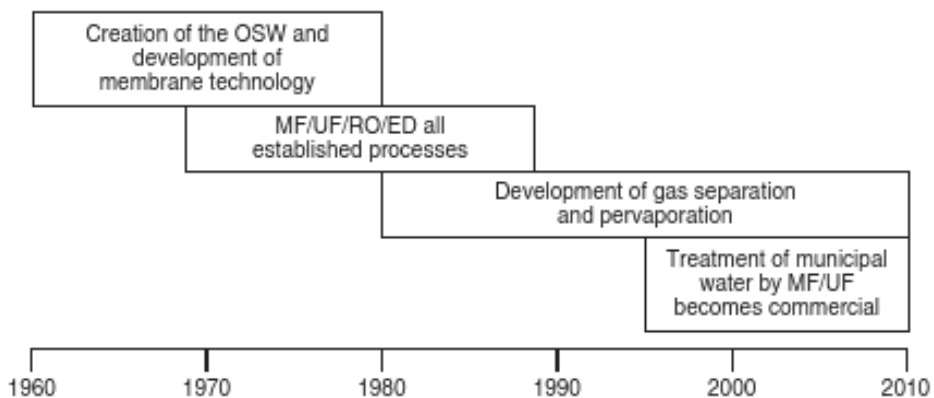 Creation of the OSW and
development of
membrane technology
MF/UF/RO/ED all
established processes
Development of gas separation
and pervaporation
Treatment of municipal
water by MF/UF
becomes commercial
1960 1970 1980 1990 2000 2010